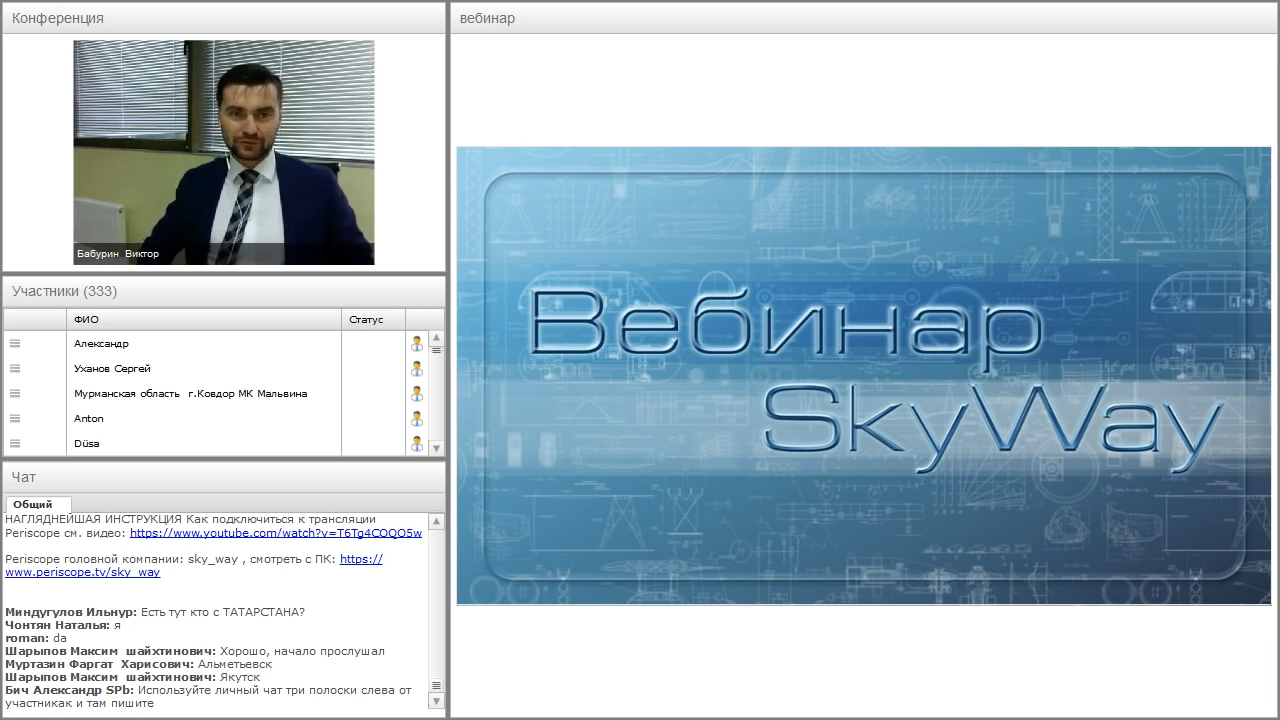 Конференция
Бабурин  Виктор
Участники (333)
ФИО
Статус
Александр
Уханов Сергей
Мурманская область  г.Ковдор МК Мальвина
Anton
Düsa
Чат
Общий
НАГЛЯДНЕЙШАЯ ИНСТРУКЦИЯ Как подключиться к трансляции
Periscope см. видео: https://www.youtube.com/watch?v=T6Tg4COQO5w
Periscope головной компании: sky_way , смотреть с ПК: https://
www.periscope.tv/sky_way
Миндугулов Ильнур: Есть тут кто с ТАТАРСТАНА?
Чонтян Наталья: я
roman: da
Шарыпов Максим  шайхтинович: Хорошо, начало прослушал
Муртазин Фаргат  Харисович: Альметьевск
Шарыпов Максим  шайхтинович: Якутск
Бич Александр SPb: Используйте личный чат три полоски слева от
участникак и там пишите
вебинар
Вебинар
SkyWay